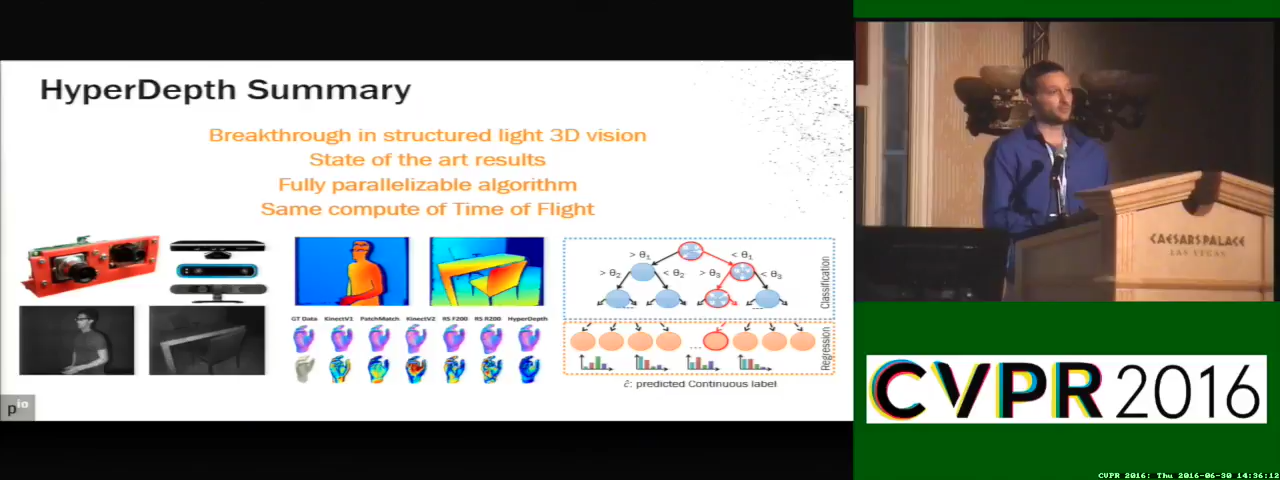 HyperDepth Summary
Breakthrough in structured light 3D vision
State of the art results
Fully parallelizable algorithm
Same compute of Time of Flight
> θ₁ < θ₁
> θ₂ < θ₂ > θ₃ < θ₃
Classification
GT Data KinectV1 PatchMatch KinectV2 RS F200 RS R200 HyperDepth
Regression
ĉ: predicted Continuous label
pio
CAESARS PALACE
LAS VEGAS
CVPR 2016
CVPR 2016: Thu 2016-06-30 14:36:12